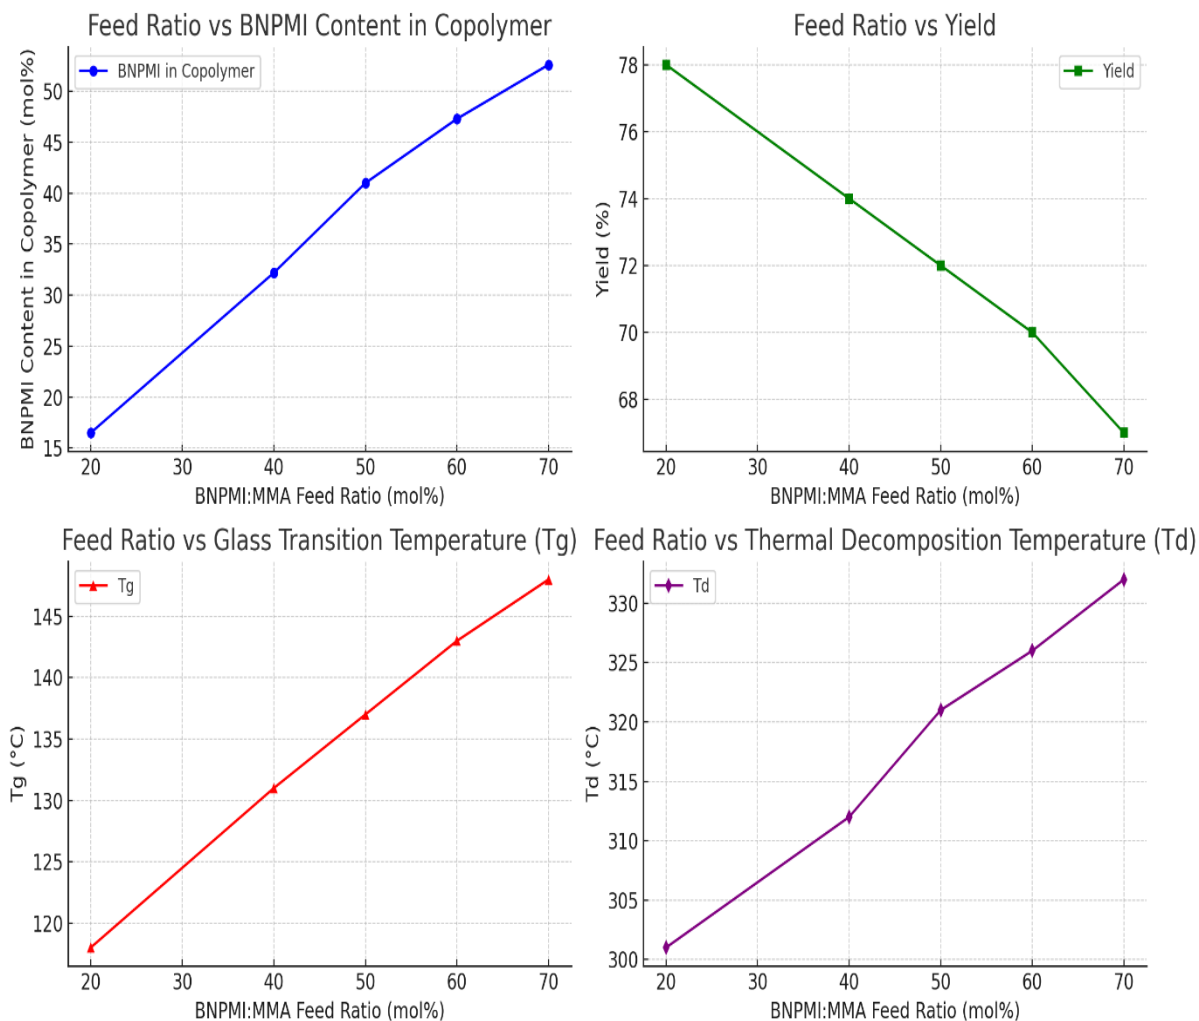 Feed Ratio vs BNPMI Content in Copolymer
BNPMI in Copolymer
BNPMI Content in Copolymer (mol%)
50
45
40
35
30
25
20
15
20 30 40 50 60 70
BNPMI:MMA Feed Ratio (mol%)
Feed Ratio vs Yield
Yield
Yield (%)
78
76
74
72
70
68
20 30 40 50 60 70
BNPMI:MMA Feed Ratio (mol%)
Feed Ratio vs Glass Transition Temperature (Tg)
Tg
Tg (°C)
145
140
135
130
125
120
20 30 40 50 60 70
BNPMI:MMA Feed Ratio (mol%)
Feed Ratio vs Thermal Decomposition Temperature (Td)
Td
Td (°C)
330
325
320
315
310
305
300
20 30 40 50 60 70
BNPMI:MMA Feed Ratio (mol%)